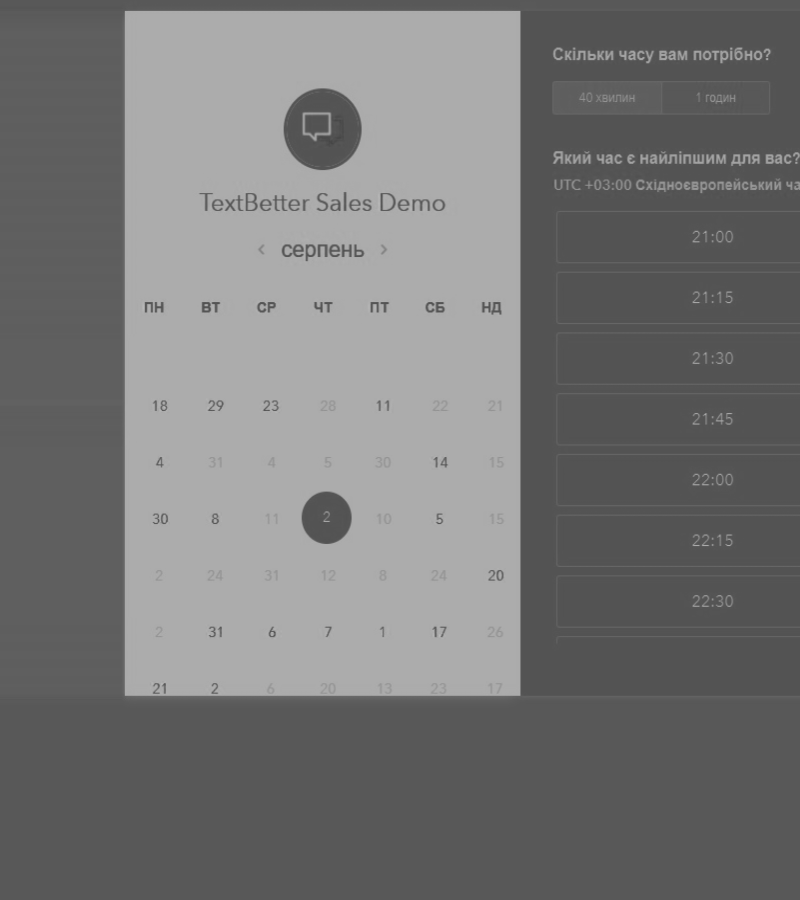 TextBetter Sales Demo
серпень
ПН ВТ СР ЧТ ПТ СБ НД
18 29 23 28 11 22 21
4 31 4 5 30 14 15
30 8 11 2 10 5 15
2 24 31 12 8 24 20
2 31 6 7 1 17 26
21 2 6 20 13 23 17
Скільки часу вам потрібно?
40 хвилин 1 годин
Який час є найліпшим для вас?
UTC +03:00 Східноєвропейський ча
21:00
21:15
21:30
21:45
22:00
22:15
22:30